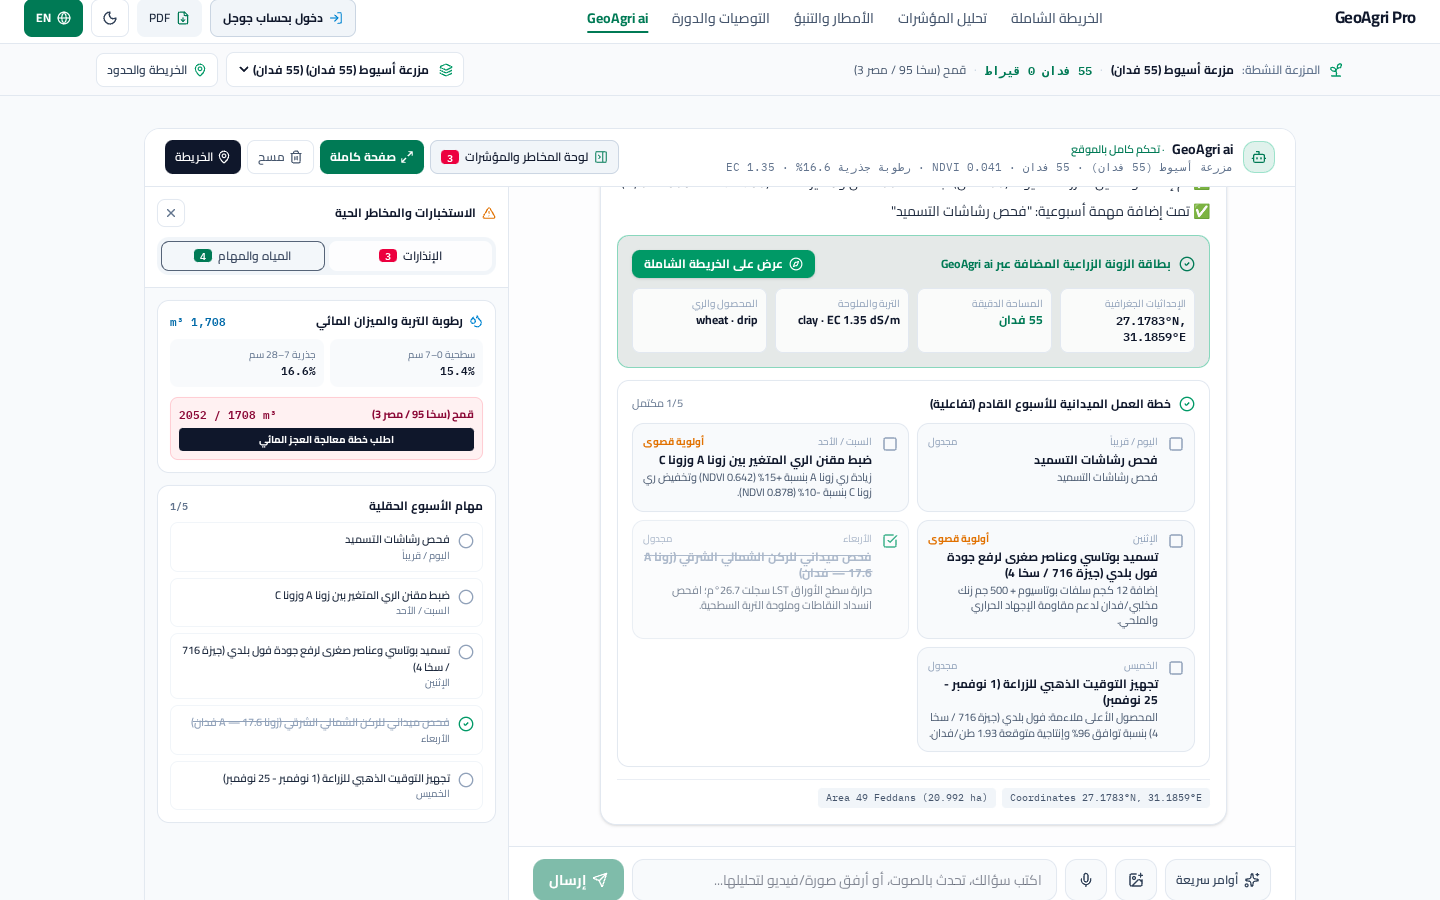 GeoAgri Pro
الخريطة الشاملة
تحليل المؤشرات
الأمطار والتنبؤ
التوصيات والدورة
GeoAgri ai
دخول بحساب جوجل
PDF
EN
المزرعة النشطة: مزرعة أسيوط (55 فدان) · 55 فدان 0 قيراط · قمح (سخا 95 / مصر 3)
مزرعة أسيوط (55 فدان) (55 فدان)
الخريطة والحدود
GeoAgri ai · تحكم كامل بالموقع
مزرعة أسيوط (55 فدان) · 55 فدان · NDVI 0.041 · رطوبة جذرية 16.6% · EC 1.35
لوحة المخاطر والمؤشرات 3
صفحة كاملة
مسح
الخريطة
✅ تمت إضافة مهمة أسبوعية: "فحص رشاشات التسميد"
بطاقة الزونة الزراعية المضافة عبر GeoAgri ai
عرض على الخريطة الشاملة
الإحداثيات الجغرافية
27.1783°N,
31.1859°E
المساحة الدقيقة
55 فدان
التربة والملوحة
clay · EC 1.35 dS/m
المحصول والري
wheat · drip
خطة العمل الميدانية للأسبوع القادم (تفاعلية)
1/5 مكتمل
اليوم / قريباً
مجدول
فحص رشاشات التسميد
فحص رشاشات التسميد
السبت / الأحد
أولوية قصوى
ضبط مقنن الري المتغير بين زونا A وزونا C
زيادة ري زونا A بنسبة +15% (NDVI 0.642) وتخفيض ري
زونا C بنسبة -10% (NDVI 0.878).
الإثنين
أولوية قصوى
تسميد بوتاسي وعناصر صغرى لرفع جودة
فول بلدي (جيزة 716 / سخا 4)
إضافة 12 كجم سلفات بوتاسيوم + 500 جم زنك
مخلبي/فدان لدعم مقاومة الإجهاد الحراري
والملحي.
الأربعاء
مجدول
فحص ميداني للركن الشمالي الشرقي (زونا A
— 17.6 فدان)
حرارة سطح الأوراق LST سجلت 26.7°م؛ افحص
انسداد النقاطات وملوحة التربة السطحية.
الخميس
مجدول
تجهيز التوقيت الذهبي للزراعة (1 نوفمبر -
25 نوفمبر)
المحصول الأعلى ملاءمة: فول بلدي (جيزة 716 / سخا
4) بنسبة توافق 96% وإنتاجية متوقعة 1.93 طن/فدان.
Coordinates 27.1783°N, 31.1859°E
Area 49 Feddans (20.992 ha)
أوامر سريعة
اكتب سؤالك، تحدث بالصوت، أو أرفق صورة/فيديو لتحليلها...
إرسال
الاستخبارات والمخاطر الحية
الإنذارات 3
المياه والمهام 4
رطوبة التربة والميزان المائي
1,708 m³
سطحية 0–7 سم
15.4%
جذرية 7–28 سم
16.6%
قمح (سخا 95 / مصر 3)
2052 / 1708 m³
اطلب خطة معالجة العجز المائي
مهام الأسبوع الحقلية
1/5
فحص رشاشات التسميد
اليوم / قريباً
ضبط مقنن الري المتغير بين زونا A وزونا C
السبت / الأحد
تسميد بوتاسي وعناصر صغرى لرفع جودة فول بلدي (جيزة 716
/ سخا 4)
الإثنين
فحص ميداني للركن الشمالي الشرقي (زونا A — 17.6 فدان)
الأربعاء
تجهيز التوقيت الذهبي للزراعة (1 نوفمبر - 25 نوفمبر)
الخميس